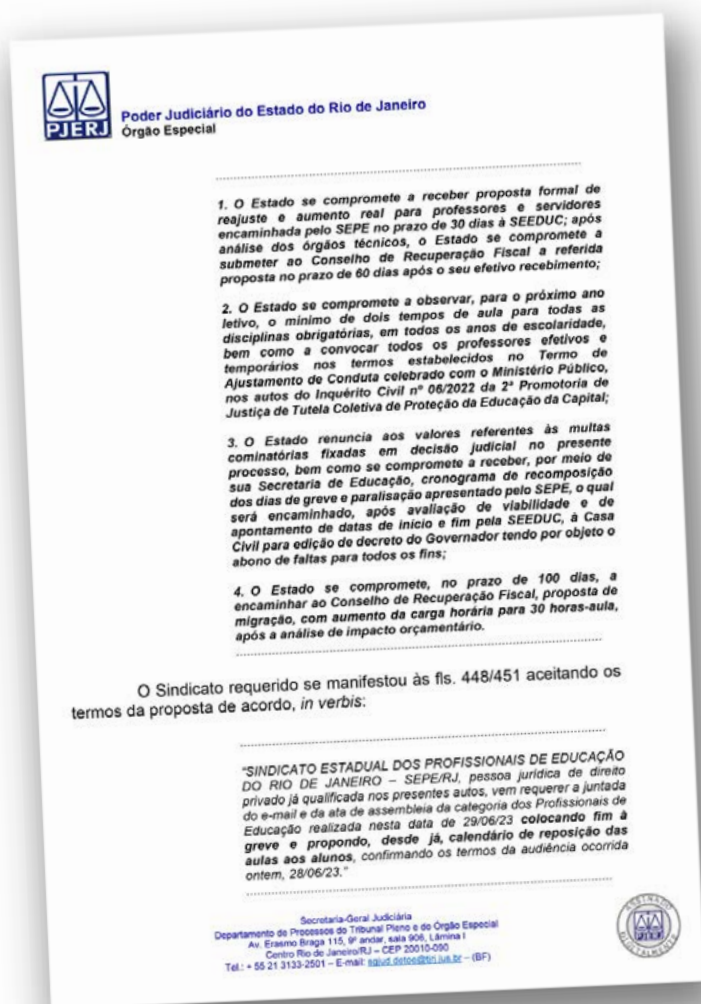 PJERJ
Poder Judiciário do Estado do Rio de Janeiro
Órgão Especial
1. O Estado se compromete a receber proposta formal de
reajuste e aumento real para professores e servidores
encaminhada pelo SEPE no prazo de 30 dias à SEEDUC; após
análise dos órgãos técnicos, o Estado se compromete a
submeter ao Conselho de Recuperação Fiscal a referida
proposta no prazo de 60 dias após o seu efetivo recebimento;
2. O Estado se compromete a observar, para o próximo ano
letivo, o mínimo de dois tempos de aula para todas as
disciplinas obrigatórias, em todos os anos de escolaridade,
bem como a convocar todos os professores efetivos e
temporários nos termos estabelecidos no Termo de
Ajustamento de Conduta celebrado com o Ministério Público,
nos autos do Inquérito Civil nº 06/2022 da 2ª Promotoria de
Justiça de Tutela Coletiva de Proteção da Educação da Capital;
3. O Estado renuncia aos valores referentes às multas
cominatórias fixadas em decisão judicial no presente
processo, bem como se compromete a receber, por meio de
sua Secretaria de Educação, cronograma de recomposição
dos dias de greve e paralisação apresentado pelo SEPE, o qual
será encaminhado, após avaliação de viabilidade e de
apontamento de datas de início e fim pela SEEDUC, à Casa
Civil para edição de decreto do Governador tendo por objeto o
abono de faltas para todos os fins;
4. O Estado se compromete, no prazo de 100 dias, a
encaminhar ao Conselho de Recuperação Fiscal, proposta de
migração, com aumento da carga horária para 30 horas-aula,
após a análise de impacto orçamentário.
O Sindicato requerido se manifestou às fls. 448/451 aceitando os
termos da proposta de acordo, in verbis:
"SINDICATO ESTADUAL DOS PROFISSIONAIS DE EDUCAÇÃO
DO RIO DE JANEIRO – SEPE/RJ, pessoa jurídica de direito
privado já qualificada nos presentes autos, vem requerer a juntada
do e-mail e da ata de assembleia da categoria dos Profissionais de
Educação realizada nesta data de 29/06/23 colocando fim à
greve e propondo, desde já, calendário de reposição das
aulas aos alunos, confirmando os termos da audiência ocorrida
ontem, 28/06/23."
Secretaria-Geral Judiciária
Departamento de Processos do Tribunal Pleno e do Órgão Especial
Av. Erasmo Braga 115, 9º andar, sala 906, Lâmina I
Centro Rio de Janeiro/RJ – CEP 20010-090
Tel.: + 55 21 3133-2501 – E-mail: sgjud.detoe@tjrj.jus.br – (BF)
ASSINADO
PJERJ
DIGITALMENTE